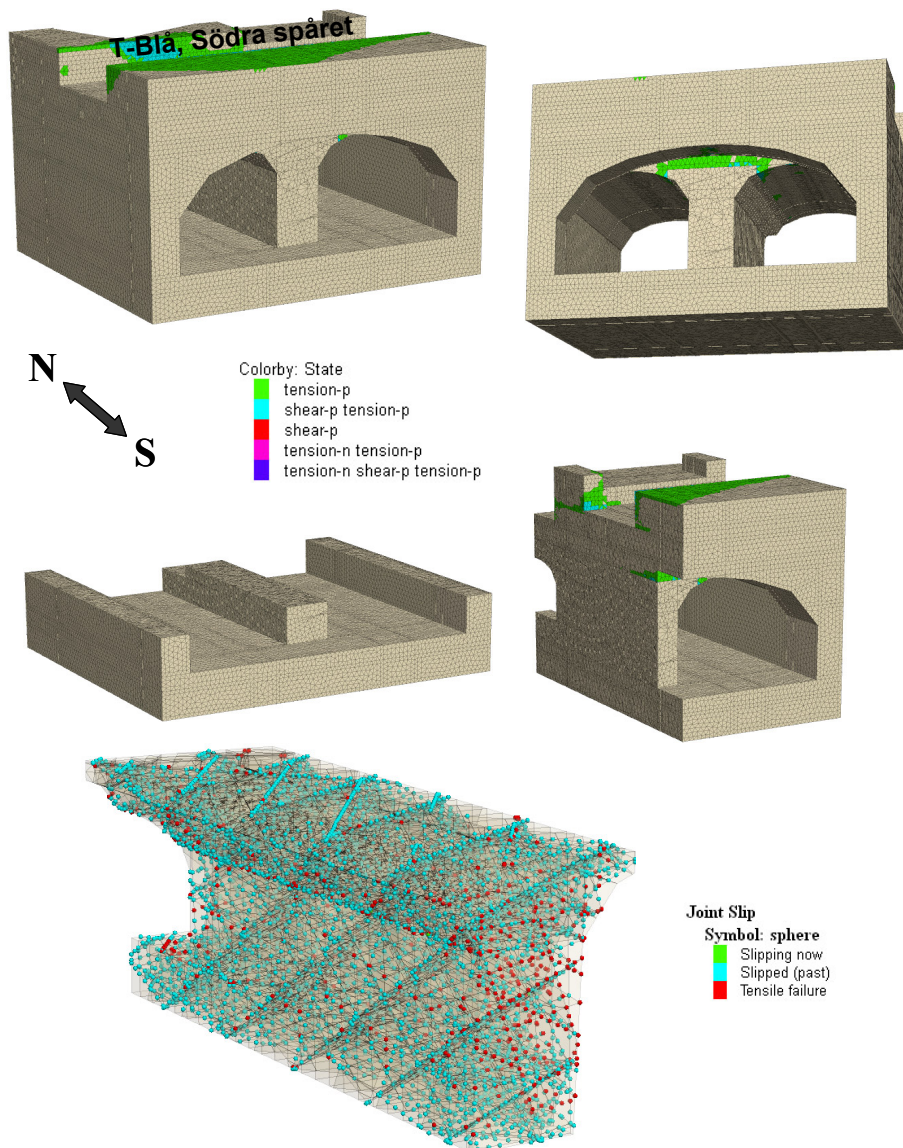 T-Blå, Södra spåret
N
S
Colorby: State
tension-p
shear-p tension-p
shear-p
tension-n tension-p
tension-n shear-p tension-p
Joint Slip
Symbol: sphere
Slipping now
Slipped (past)
Tensile failure